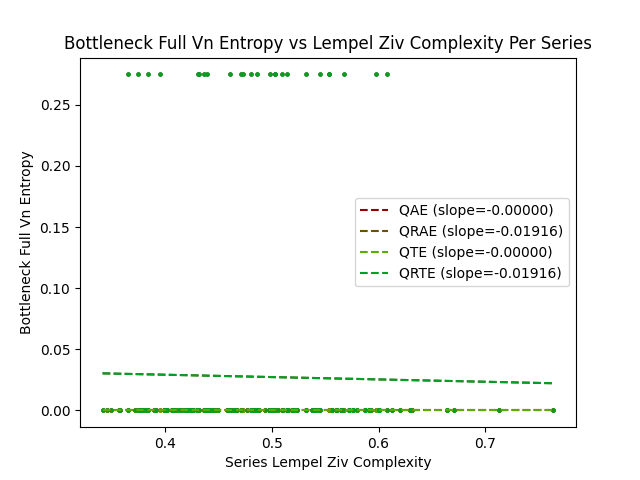 Bottleneck Full Vn Entropy vs Lempel Ziv Complexity Per Series
Bottleneck Full Vn Entropy
0.25
0.20
0.15
0.10
0.05
0.00
QAE (slope=-0.00000)
QRAE (slope=-0.01916)
QTE (slope=-0.00000)
QRTE (slope=-0.01916)
0.4 0.5 0.6 0.7
Series Lempel Ziv Complexity